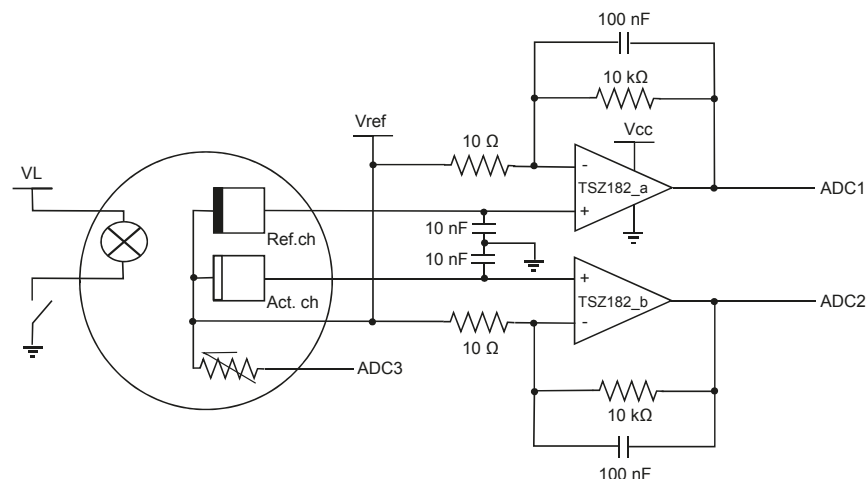 100 nF
10 kΩ
Vref
Vcc
10 Ω
-
VL
TSZ182_a
ADC1
+
Ref.ch
10 nF
10 nF
+
Act. ch
TSZ182_b
ADC2
-
10 Ω
ADC3
10 kΩ
100 nF